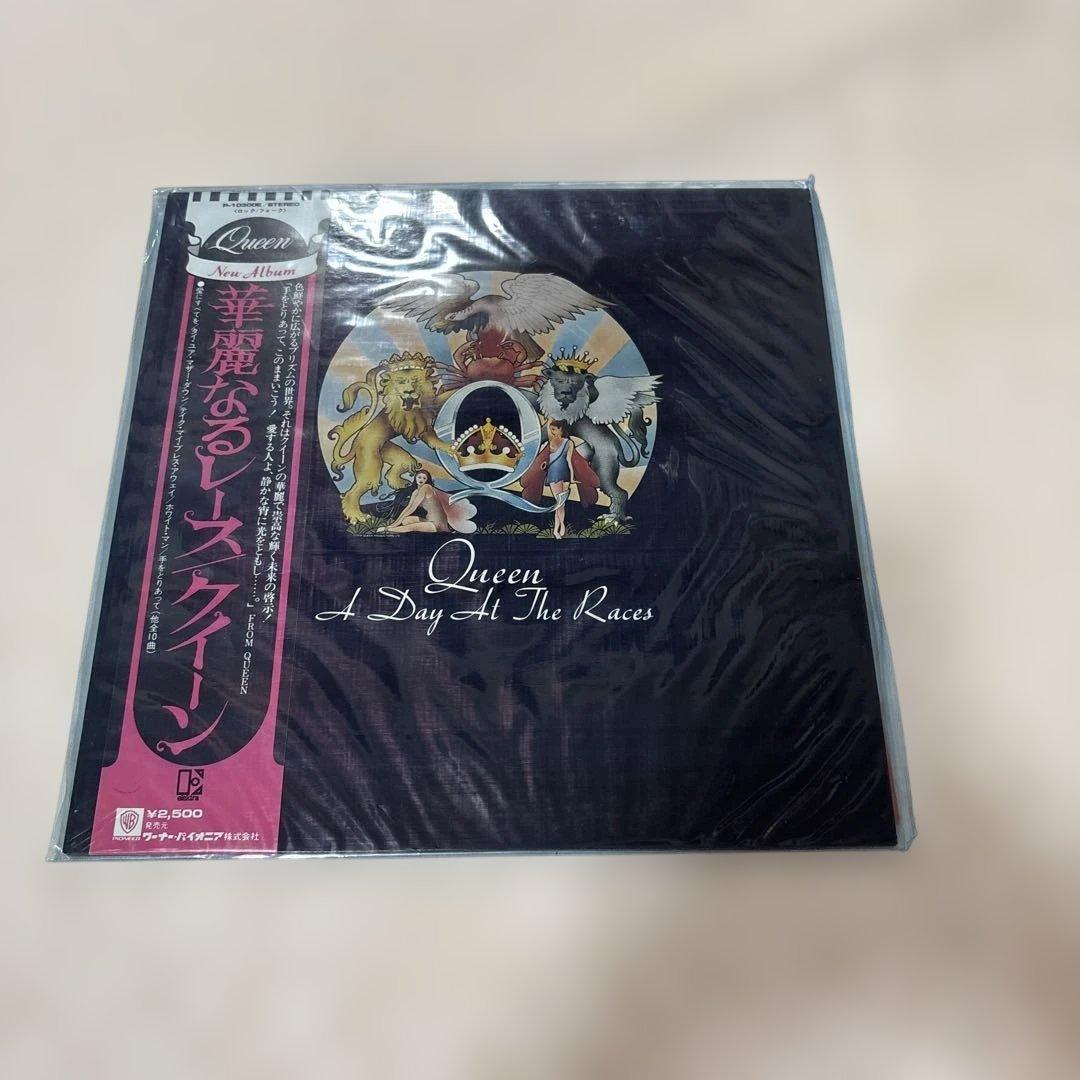 P-10300E/STEREO
〈ロック/フォーク〉
Queen
New Album
華麗なるレース/クイーン
色鮮やかに広がるプリズムの世界。それはクイーンの華麗で崇高な輝く未来の啓示!
「手をとりあって、このままいこう! 愛する人よ、静かな宵に光をともし……。」FROM QUEEN
●愛にすべてを/タイ・ユア・マザー・ダウン/テイク・マイ・ブレス・アウェイ/ホワイト・マン/手をとりあって(他全10曲)
elektra
¥2,500
発売元
PIONEER ワーナー・パイオニア株式会社
Queen
A Day At The Races